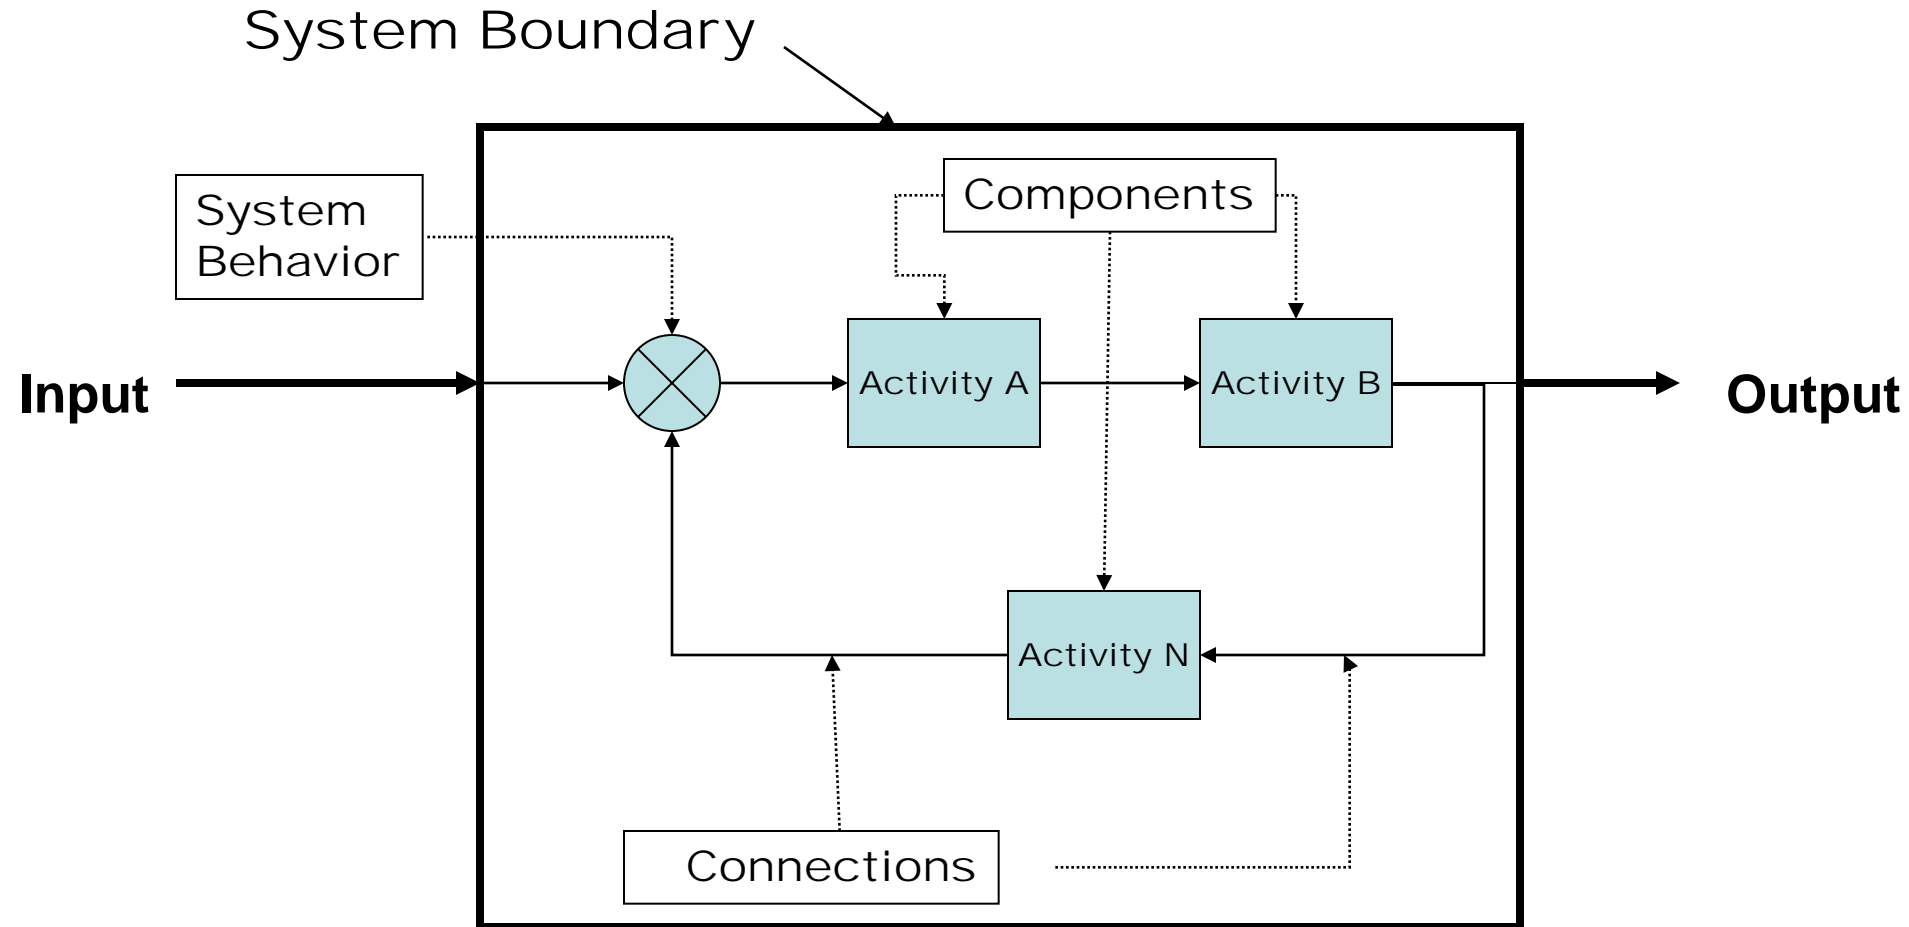 System Boundary
Components
System
Behavior
Input
Activity A
Activity B
Output
Activity N
Connections